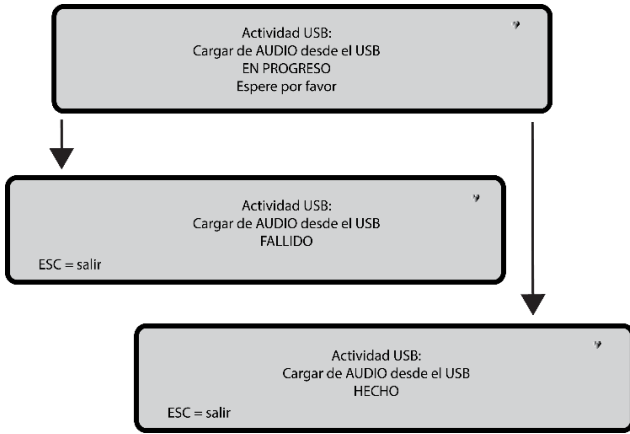 Actividad USB:
Cargar de AUDIO desde el USB
EN PROGRESO
Espere por favor
Actividad USB:
Cargar de AUDIO desde el USB
FALLIDO
ESC = salir
Actividad USB:
Cargar de AUDIO desde el USB
HECHO
ESC = salir